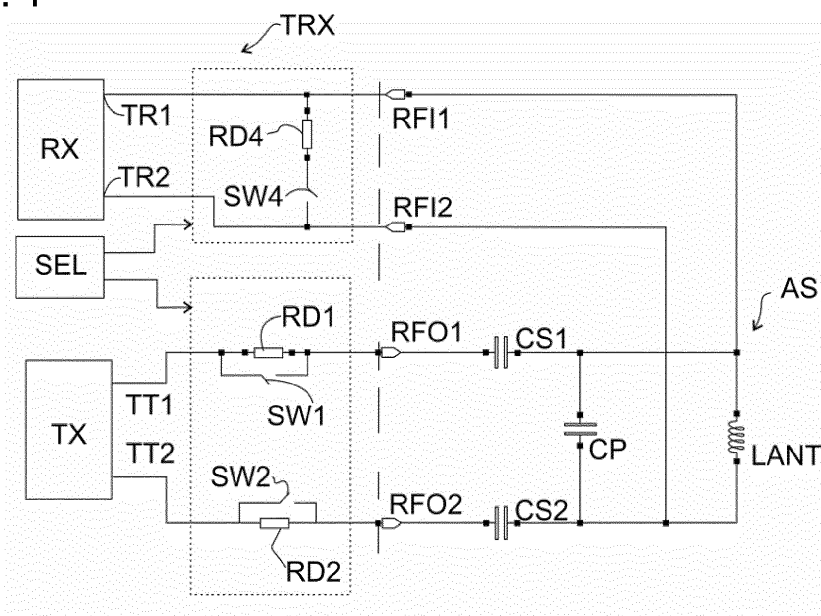 TRX
RX
TR1
TR2
RD4
SW4
RFI1
RFI2
SEL
AS
RD1
RFO1
CS1
SW1
TX
TT1
TT2
CP
LANT
SW2
RFO2
CS2
RD2